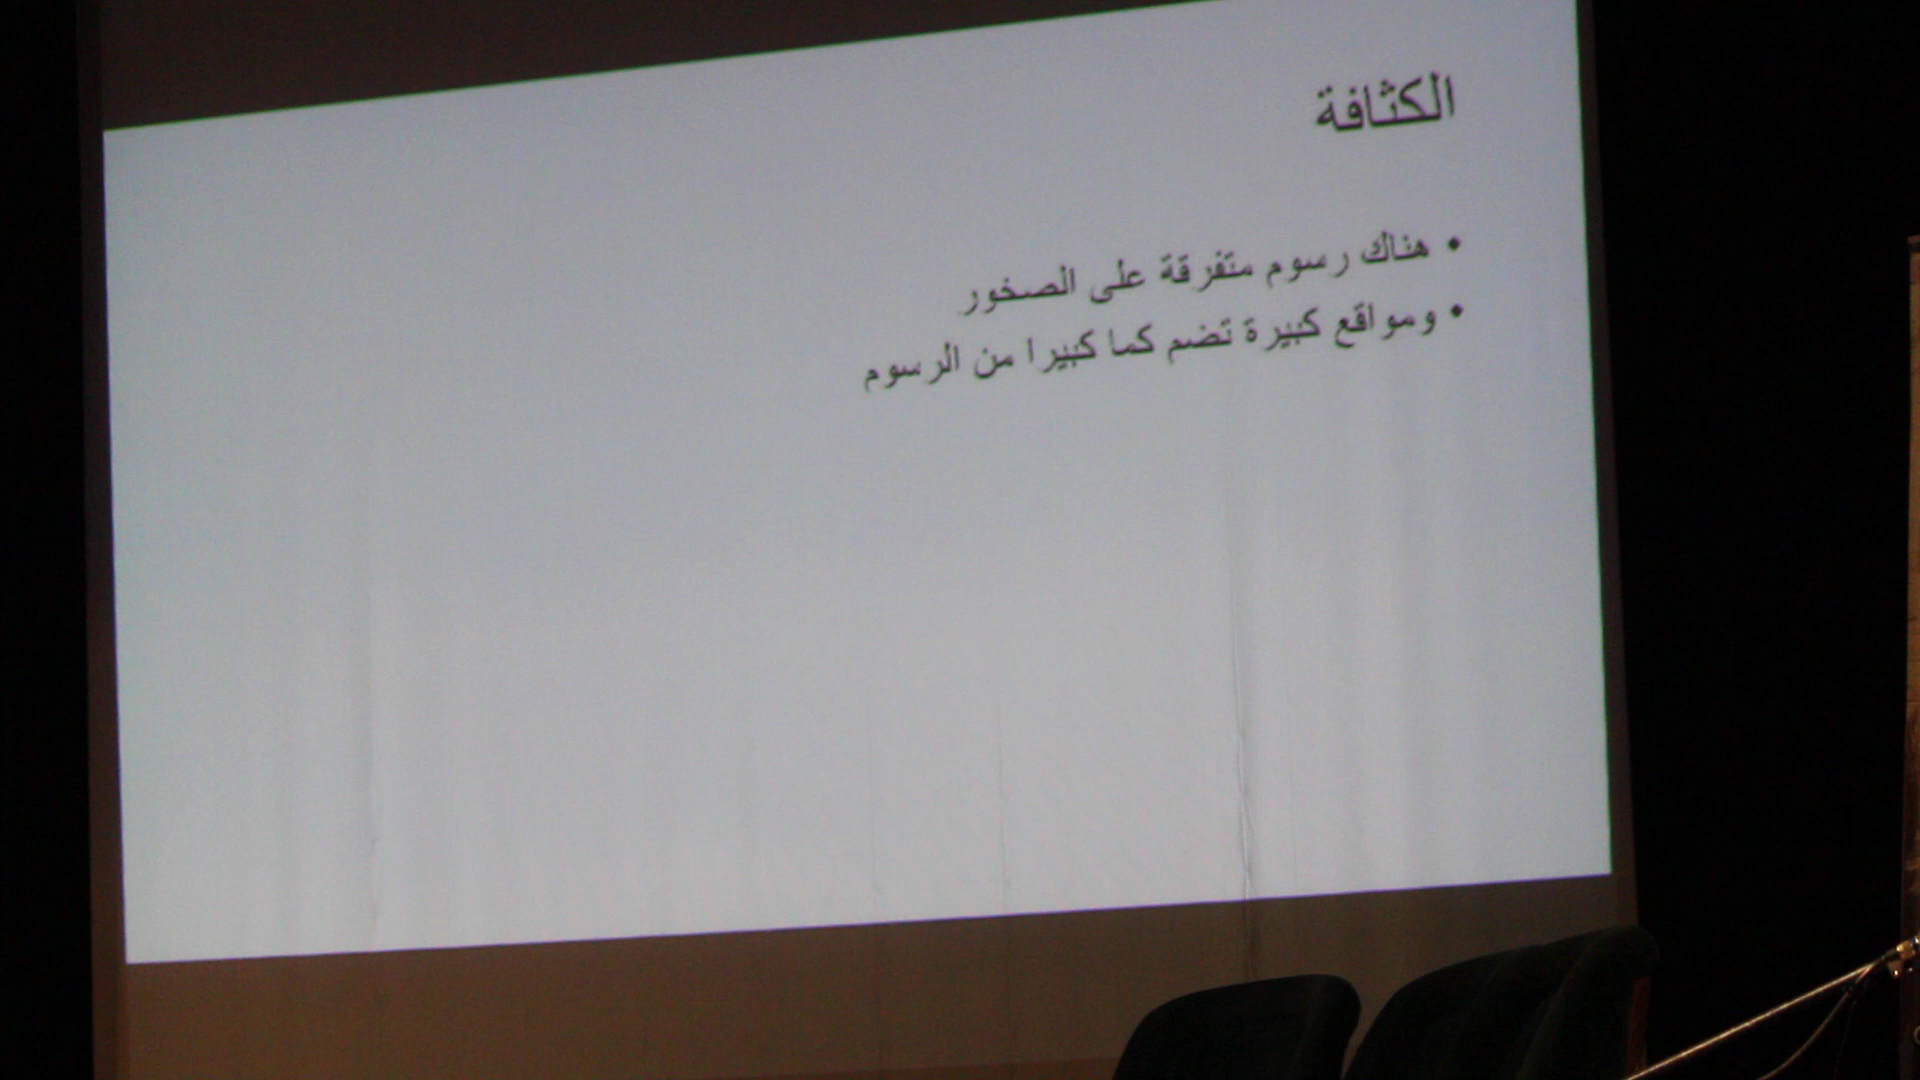 الكثافة
• هناك رسوم متفرقة على الصخور
• ومواقع كبيرة تضم كما كبيرا من الرسوم